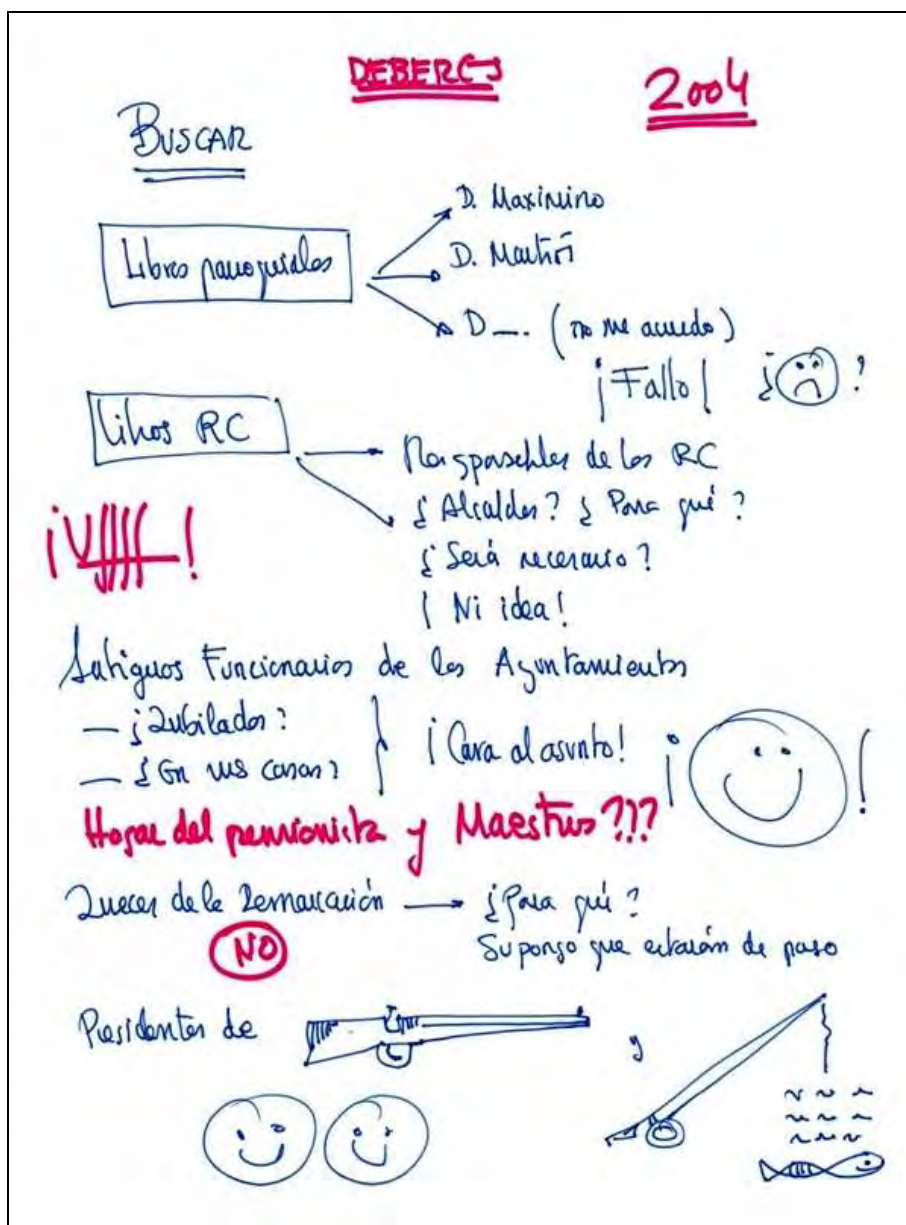 DEBERES
2004
BUSCAR
Libros parroquiales
D. Maximino
D. Martín
D__. (no me acuerdo)
¡Fallo! ¿ ?
Libros RC
Responsables de los RC
¿Alcaldes? ¿Para qué?
¿Será necesario?
¡Ni idea!
¡Uffff!
Antiguos Funcionarios de los Ayuntamientos
— ¿Jubilados?
— ¿En sus casas?
¡Cara al asunto! ¡ !
Hogar del pensionista y Maestros???
Jueces de la Demarcación → ¿Para qué?
NO
Supongo que estarán de paso
Presidentes de
y